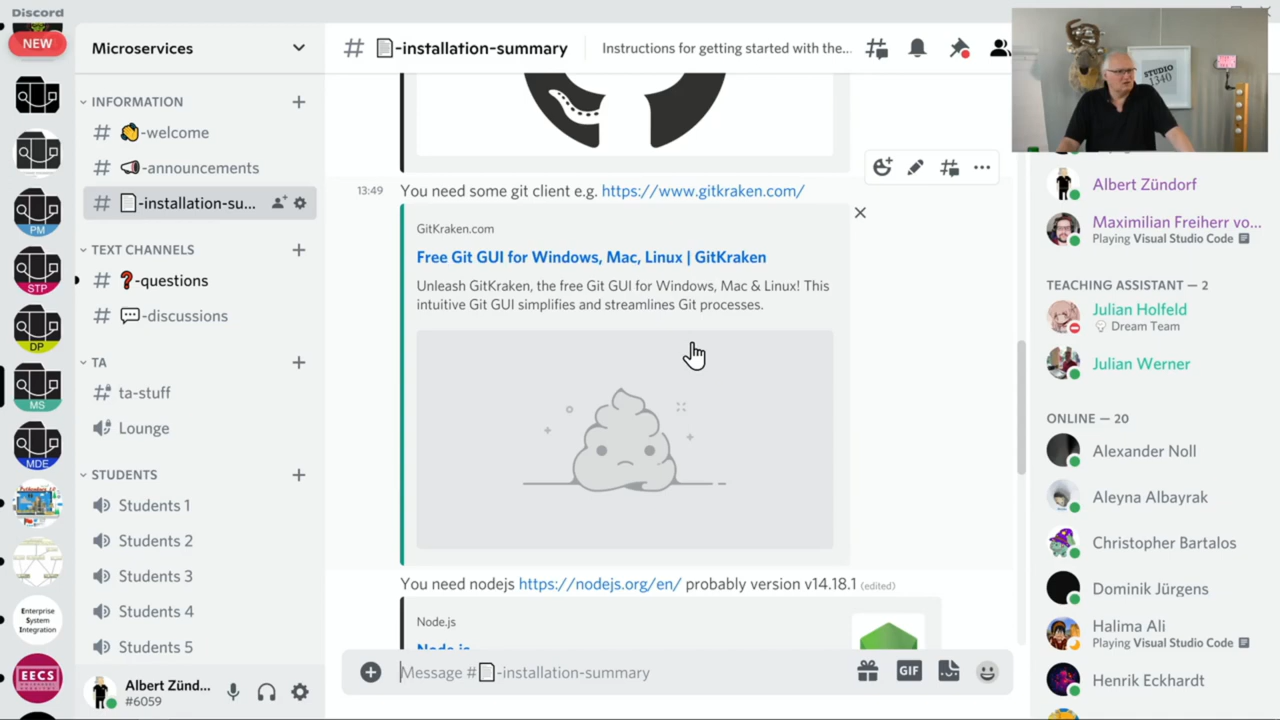 Discord
NEW
PM
STP
DP
MS
MDE
Enterprise
System
Integration
EECS
Microservices
INFORMATION
# 👋-welcome
# 📣-announcements
# 📄-installation-su...
TEXT CHANNELS
# ❓-questions
# 💬-discussions
TA
ta-stuff
Lounge
STUDENTS
Students 1
Students 2
Students 3
Students 4
Students 5
Albert Zünd...
#6059
# 📄-installation-summary
Instructions for getting started with the...
13:49
You need some git client e.g. https://www.gitkraken.com/
GitKraken.com
Free Git GUI for Windows, Mac, Linux | GitKraken
Unleash GitKraken, the free Git GUI for Windows, Mac & Linux! This
intuitive Git GUI simplifies and streamlines Git processes.
You need nodejs https://nodejs.org/en/ probably version v14.18.1 (edited)
Node.js
Node.js
Message #📄-installation-summary
GIF
STUDIO
1340
Albert Zündorf
Maximilian Freiherr vo...
Playing Visual Studio Code
TEACHING ASSISTANT — 2
Julian Holfeld
Dream Team
Julian Werner
ONLINE — 20
Alexander Noll
Aleyna Albayrak
Christopher Bartalos
Dominik Jürgens
Halima Ali
Playing Visual Studio Code
Henrik Eckhardt